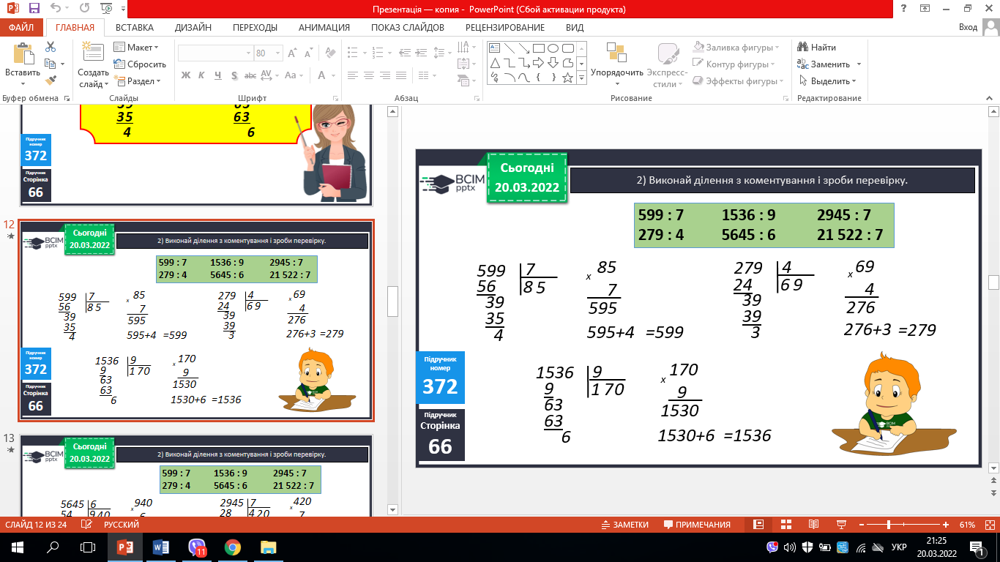 Презентація — копия - PowerPoint (Сбой активации продукта)
ФАЙЛ ГЛАВНАЯ ВСТАВКА ДИЗАЙН ПЕРЕХОДЫ АНИМАЦИЯ ПОКАЗ СЛАЙДОВ РЕЦЕНЗИРОВАНИЕ ВИД Вход
Вставить
Буфер обмена
Создать слайд
Макет
Сбросить
Раздел
Слайды
80
Ж К Ч S abc AV Aa A
Шрифт
Абзац
Упорядочить
Экспресс-стили
Заливка фигуры
Контур фигуры
Эффекты фигуры
Рисование
Найти
Заменить
Выделить
Редактирование
39 63
35 63
4 6
Підручник номер
372
Підручник
Сторінка
66
12
Сьогодні
20.03.2022
BCIM pptx
2) Виконай ділення з коментування і зроби перевірку.
599 : 7 1536 : 9 2945 : 7
279 : 4 5645 : 6 21 522 : 7
599 7 х 85 279 4 х 69
56 8 5 7 24 6 9 4
39 595 39 276
35 39
4 595+4 =599 3 276+3 =279
1536 9 х 170
9 1 70 9
63 1530
63
6 1530+6 =1536
Підручник номер
372
Підручник
Сторінка
66
13
Сьогодні
20.03.2022
BCIM pptx
2) Виконай ділення з коментування і зроби перевірку.
599 : 7 1536 : 9 2945 : 7
279 : 4 5645 : 6 21 522 : 7
5645 6 х 940 2945 7 х 420
54 940 6 28 4 20 7
Сьогодні
20.03.2022
BCIM pptx
2) Виконай ділення з коментування і зроби перевірку.
599 : 7 1536 : 9 2945 : 7
279 : 4 5645 : 6 21 522 : 7
599 7 х 85 279 4 х 69
56 8 5 7 24 6 9 4
39 595 39 276
35 39
4 595+4 =599 3 276+3 =279
1536 9 х 170
9 1 70 9
63 1530
63
6 1530+6 =1536
Підручник номер
372
Підручник
Сторінка
66
СЛАЙД 12 ИЗ 24 РУССКИЙ ЗАМЕТКИ ПРИМЕЧАНИЯ 61%
11
УКР
21:25
20.03.2022
1